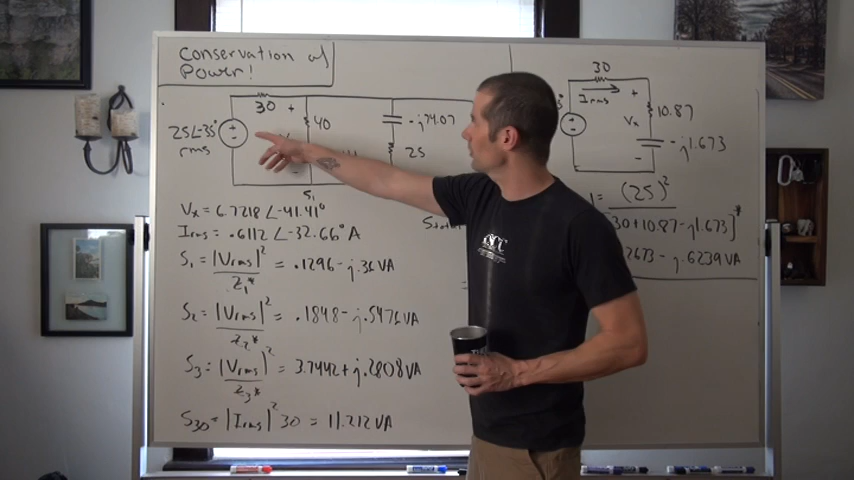 Conservation of
Power!
30
+
40
25∠-35°
rms
-j74.07
25
S1
Vx = 6.7218∠-41.41°
Irms = .6112∠-32.66° A
S1 = |Vrms|² / Z1* = .1296 - j.36 VA
S2 = |Vrms|² / Z2* = .1848 - j.5476 VA
S3 = |Vrms|² / Z3* = 3.7442 + j.2808 VA
S30 = |Irms|² 30 = 11.212 VA
30
Irms
+
Vx
-
10.87
-j1.673
(25)²
30+10.87-j1.673]*
2673 - j.6239 VA